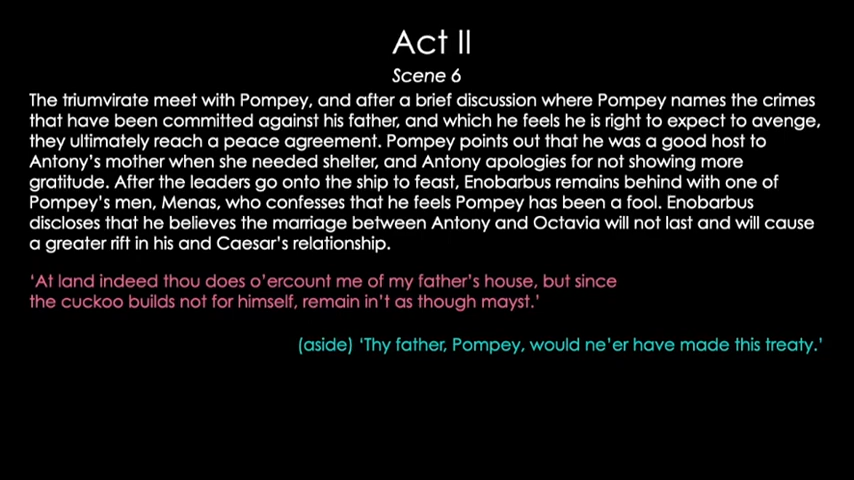 Act II
Scene 6
The triumvirate meet with Pompey, and after a brief discussion where Pompey names the crimes
that have been committed against his father, and which he feels he is right to expect to avenge,
they ultimately reach a peace agreement. Pompey points out that he was a good host to
Antony's mother when she needed shelter, and Antony apologies for not showing more
gratitude. After the leaders go onto the ship to feast, Enobarbus remains behind with one of
Pompey's men, Menas, who confesses that he feels Pompey has been a fool. Enobarbus
discloses that he believes the marriage between Antony and Octavia will not last and will cause
a greater rift in his and Caesar's relationship.
'At land indeed thou does o'ercount me of my father's house, but since
the cuckoo builds not for himself, remain in't as though mayst.'
(aside) 'Thy father, Pompey, would ne'er have made this treaty.'